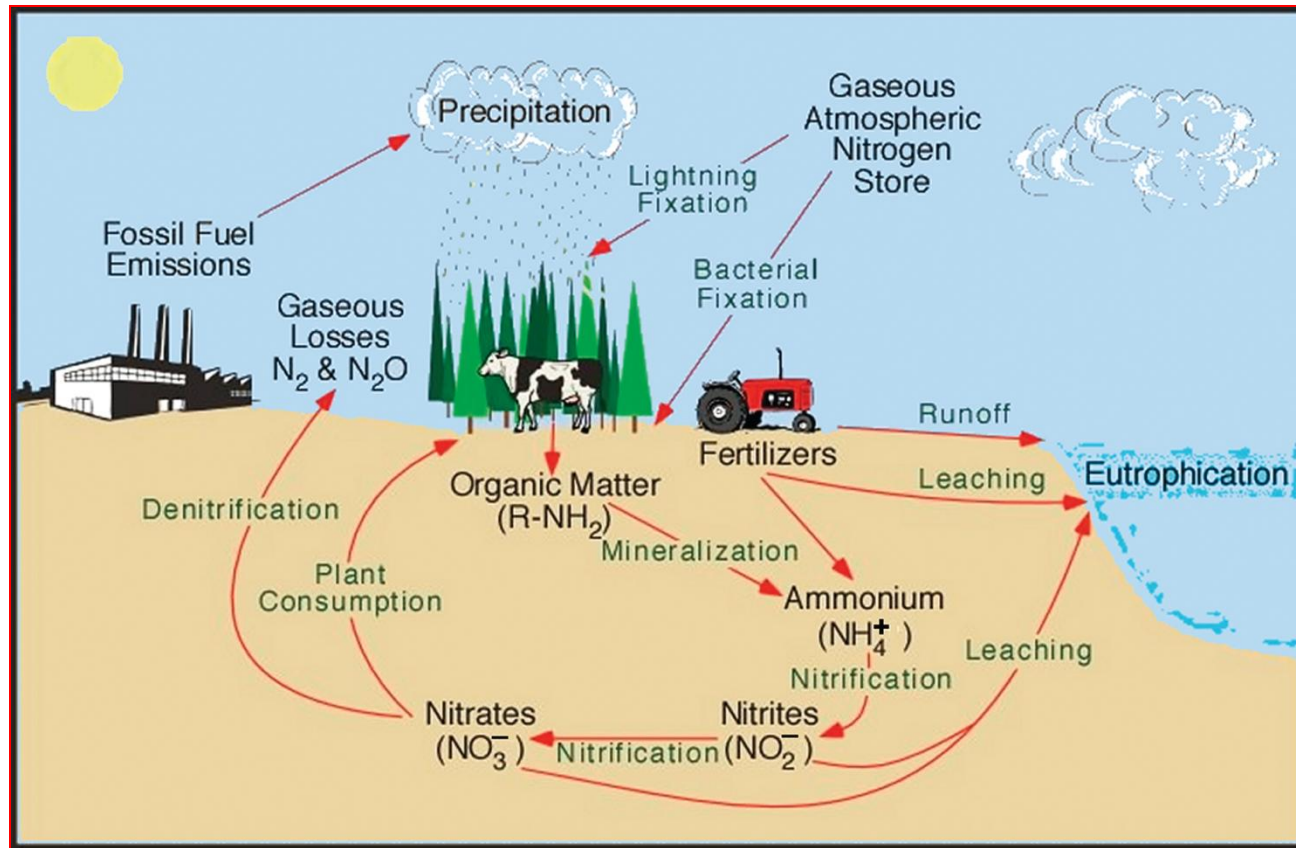 Precipitation
Gaseous
Atmospheric
Nitrogen
Store
Lightning
Fixation
Fossil Fuel
Emissions
Bacterial
Fixation
Gaseous
Losses
N₂ & N₂O
Runoff
Fertilizers
Eutrophication
Leaching
Organic Matter
(R-NH₂)
Denitrification
Mineralization
Plant
Consumption
Ammonium
(NH₄⁺ )
Leaching
Nitrification
Nitrates
(NO₃⁻)
Nitrification
Nitrites
(NO₂⁻)